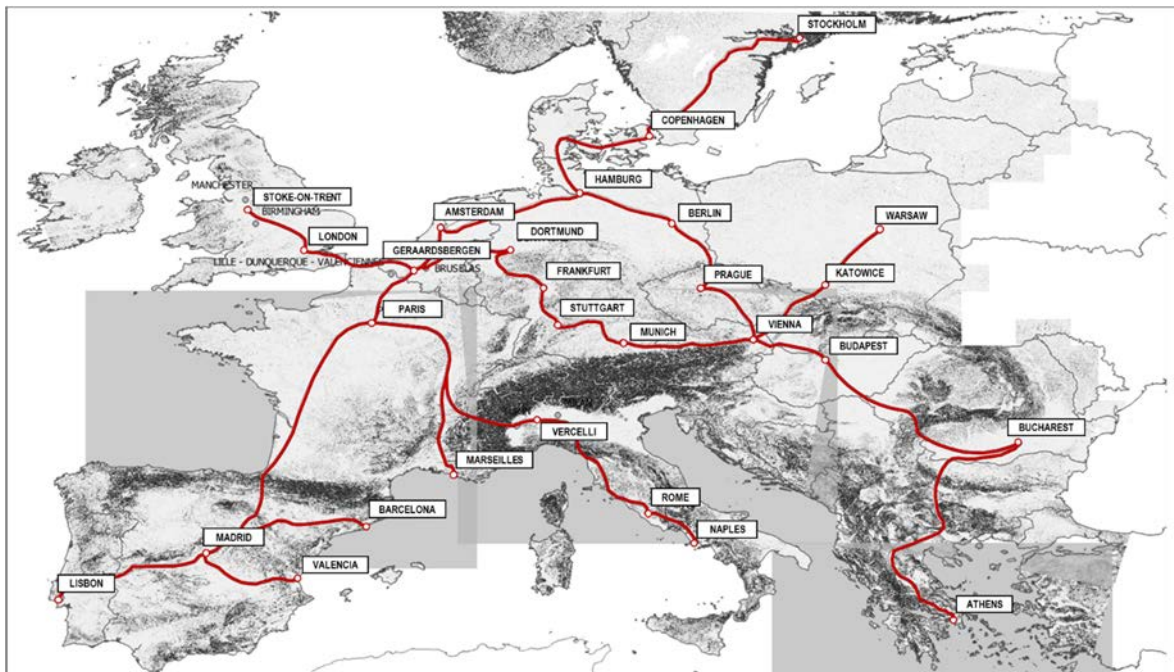 STOCKHOLM
COPENHAGEN
HAMBURG
MANCHESTER
STOKE-ON-TRENT
BIRMINGHAM
AMSTERDAM
BERLIN
WARSAW
DORTMUND
LONDON
GERAARDSBERGEN
LILLE - DUNQUERQUE - VALENCIENNE
BRUSELAS
FRANKFURT
PRAGUE
KATOWICE
PARIS
STUTTGART
MUNICH
VIENNA
BUDAPEST
BUCHAREST
VERCELLI
MARSEILLES
ROME
BARCELONA
NAPLES
MADRID
VALENCIA
LISBON
ATHENS